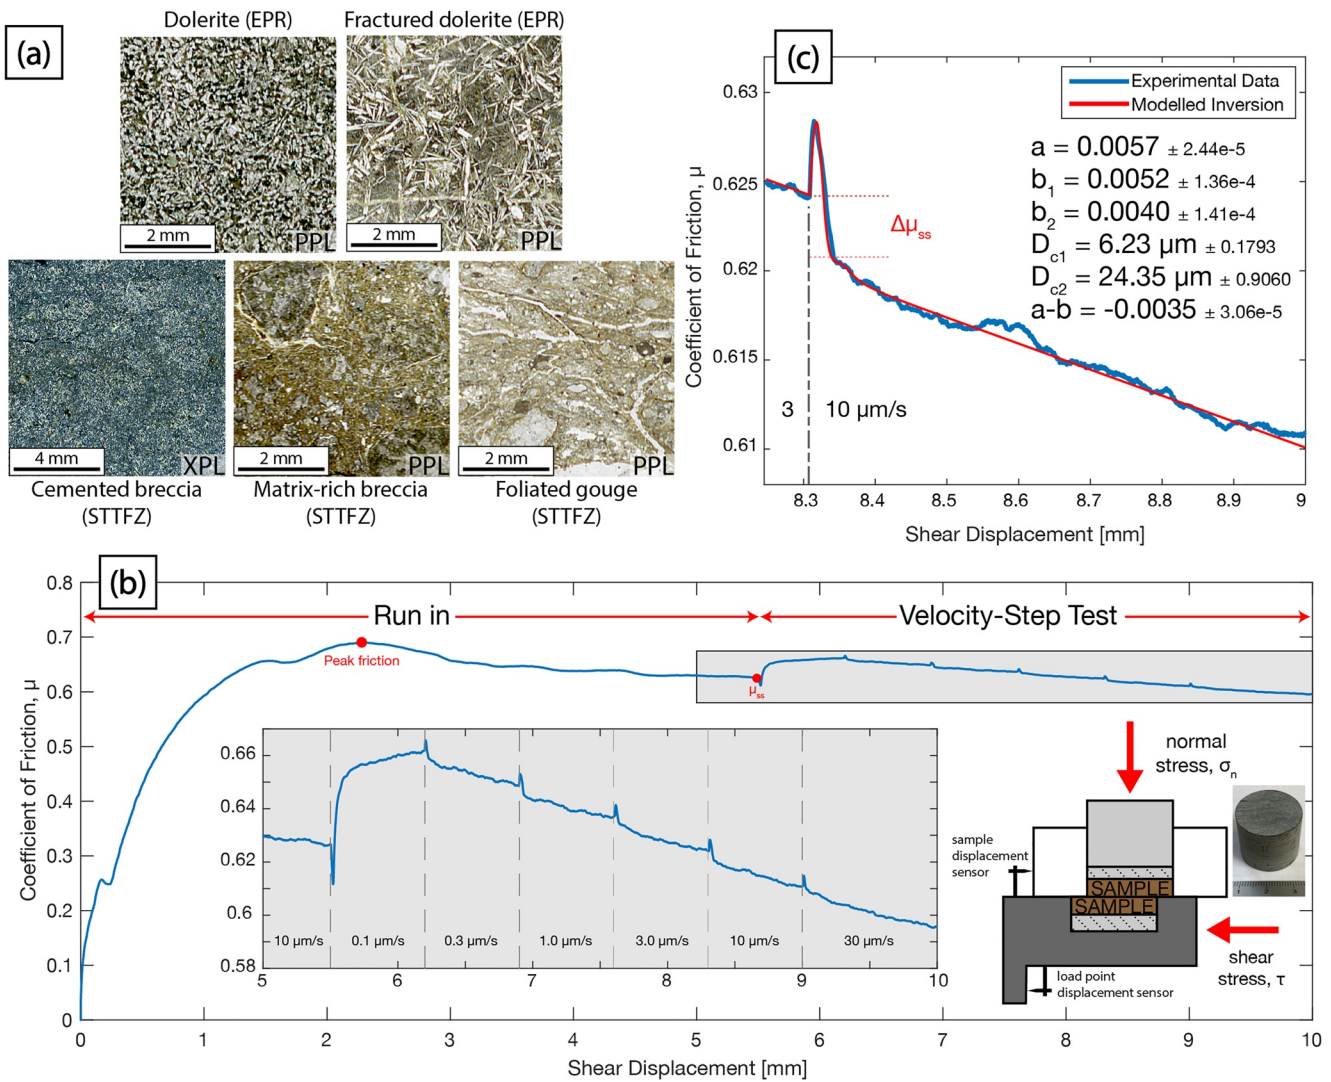 (a)
Dolerite (EPR)
Fractured dolerite (EPR)
2 mm
PPL
2 mm
PPL
4 mm
XPL
2 mm
PPL
2 mm
PPL
Cemented breccia
(STTFZ)
Matrix-rich breccia
(STTFZ)
Foliated gouge
(STTFZ)
(c)
Experimental Data
Modelled Inversion
a = 0.0057 ± 2.44e-5
b1 = 0.0052 ± 1.36e-4
b2 = 0.0040 ± 1.41e-4
Dc1 = 6.23 µm ± 0.1793
Dc2 = 24.35 µm ± 0.9060
a-b = -0.0035 ± 3.06e-5
Δµss
3
10 µm/s
0.63
0.625
0.62
0.615
0.61
Coefficient of Friction, µ
8.3
8.4
8.5
8.6
8.7
8.8
8.9
9
Shear Displacement [mm]
(b)
Run in
Velocity-Step Test
Peak friction
µss
0.8
0.7
0.6
0.5
0.4
0.3
0.2
0.1
0
Coefficient of Friction, µ
0.66
0.64
0.62
0.6
0.58
10 µm/s
0.1 µm/s
0.3 µm/s
1.0 µm/s
3.0 µm/s
10 µm/s
30 µm/s
5
6
7
8
9
10
normal
stress, σn
sample
displacement
sensor
SAMPLE
SAMPLE
shear
stress, τ
load point
displacement sensor
1 2 3
0
1
2
3
4
5
6
7
8
9
10
Shear Displacement [mm]